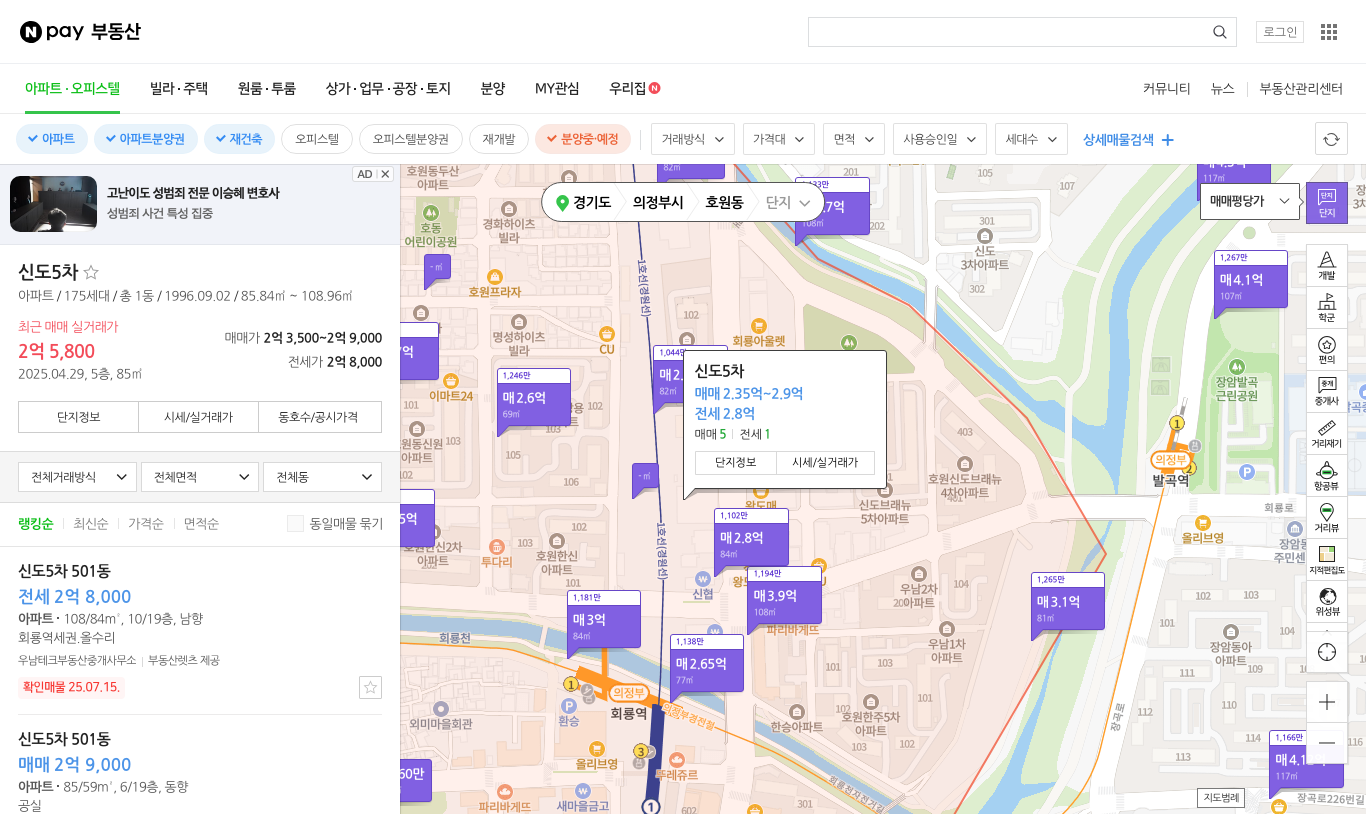 N pay 부동산
로그인
아파트·오피스텔 빌라·주택 원룸·투룸 상가·업무·공장·토지 분양 MY관심 우리집 N
커뮤니티 뉴스 부동산관리센터
아파트 아파트분양권 재건축 오피스텔 오피스텔분양권 재개발 분양중·예정 거래방식 가격대 면적 사용승인일 세대수 상세매물검색
AD
고난이도 성범죄 전문 이승혜 변호사
성범죄 사건 특성 집중
신도5차
아파트 / 175세대 / 총 1동 / 1996.09.02 / 85.84㎡ ~ 108.96㎡
최근 매매 실거래가
2억 5,800
2025.04.29, 5층, 85㎡
매매가 2억 3,500~2억 9,000
전세가 2억 8,000
단지정보 시세/실거래가 동호수/공시가격
전체거래방식 전체면적 전체동
랭킹순 최신순 가격순 면적순 동일매물 묶기
신도5차 501동
전세 2억 8,000
아파트 · 108/84m², 10/19층, 남향
회룡역세권.올수리
우남테크부동산중개사무소 부동산렛츠 제공
확인매물 25.07.15.
신도5차 501동
매매 2억 9,000
아파트 · 85/59m², 6/19층, 동향
공실
경기도 의정부시 호원동 단지
매매평당가
단지
단지
개발
학군
편의
중개
중개사
거리재기
항공뷰
거리뷰
지적편집도
위성뷰
지도범례
신도5차
매매 2.35억~2.9억
전세 2.8억
매매 5 전세 1
단지정보 시세/실거래가
호원동두산
아파트
호동
어린이공원
경화하이츠
빌라
호원프라자
명성하이츠
빌라
CU
이마트24
회룡아울렛
1호선(경원선)
1호선(경원선)
신도
3차아파트
장암발곡
근린공원
호원신도브래뉴
4차아파트
신도브래뉴
5차아파트
발곡역
의정부
회룡로
올리브영
투다리
호원한신
아파트
신협
파리바게뜨
우남2차
아파트
우남1차
아파트
장암동아
아파트
회룡천
외미마을회관
환승
의정부
회룡역
의정부경전철
한승아파트
호원한주5차
아파트
올리브영
뚜레쥬르
파리바게뜨
새마을금고
회룡천자전거길
장곡로
장곡로226번길
82m
108㎡
- ㎡
- ㎡
117㎡
1,267만
매4.1억
107㎡
1,246만
매2.6억
69㎡
1,044만
매2.
82㎡
1,102만
매2.8억
84㎡
1,194만
매3.9억
108㎡
1,181만
매3억
84㎡
1,138만
매2.65억
77㎡
1,265만
매3.1억
81㎡
1,166만
매4.1
117㎡
60만